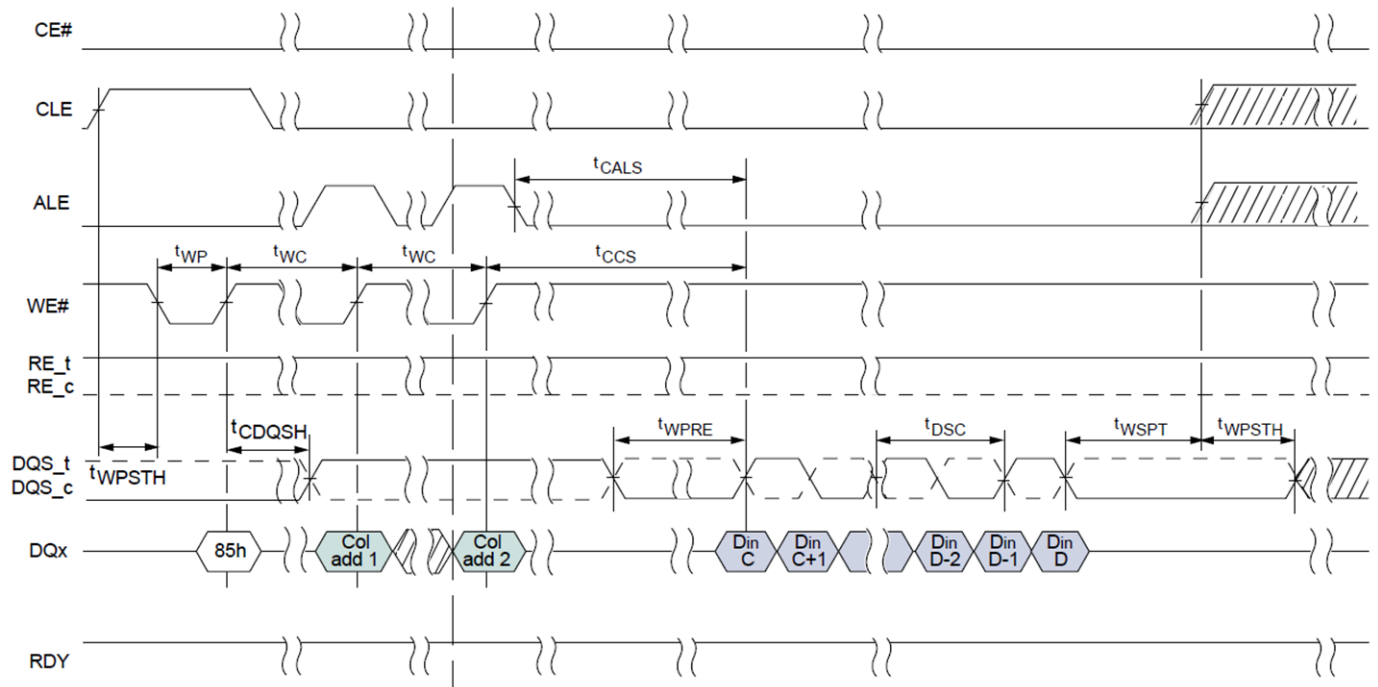 CE#
CLE
tCALS
ALE
tWP
tWC
tWC
tCCS
WE#
RE_t
RE_c
tCDQSH
tWPRE
tDSC
tWSPT
tWPSTH
DQS_t
tWPSTH
DQS_c
DQx
85h
Col
add 1
Col
add 2
Din
C
Din
C+1
Din
D-2
Din
D-1
Din
D
RDY